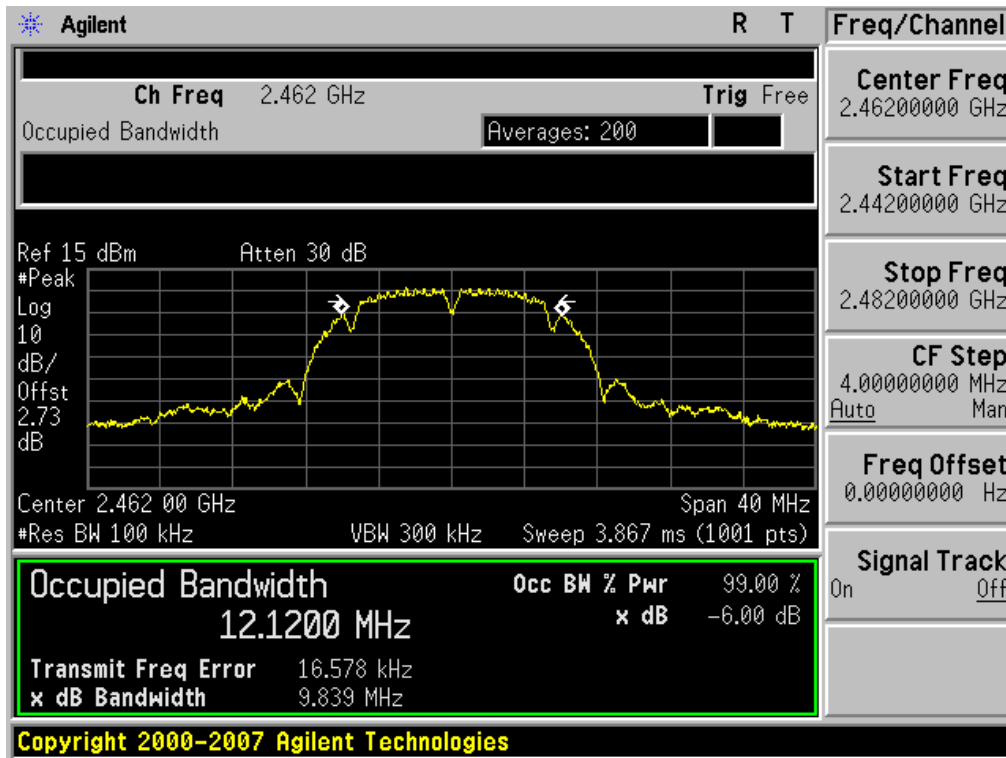 Agilent R T
Freq/Channel
Ch Freq 2.462 GHz Trig Free
Occupied Bandwidth Averages: 200
Ref 15 dBm Atten 30 dB
#Peak
Log
10
dB/
Offst
2.73
dB
Center 2.462 00 GHz Span 40 MHz
#Res BW 100 kHz VBW 300 kHz Sweep 3.867 ms (1001 pts)
Occupied Bandwidth
12.1200 MHz
Occ BW % Pwr 99.00 %
x dB -6.00 dB
Transmit Freq Error 16.578 kHz
x dB Bandwidth 9.839 MHz
Copyright 2000-2007 Agilent Technologies
Center Freq
2.46200000 GHz
Start Freq
2.44200000 GHz
Stop Freq
2.48200000 GHz
CF Step
4.00000000 MHz
Auto Man
Freq Offset
0.00000000 Hz
Signal Track
On Off